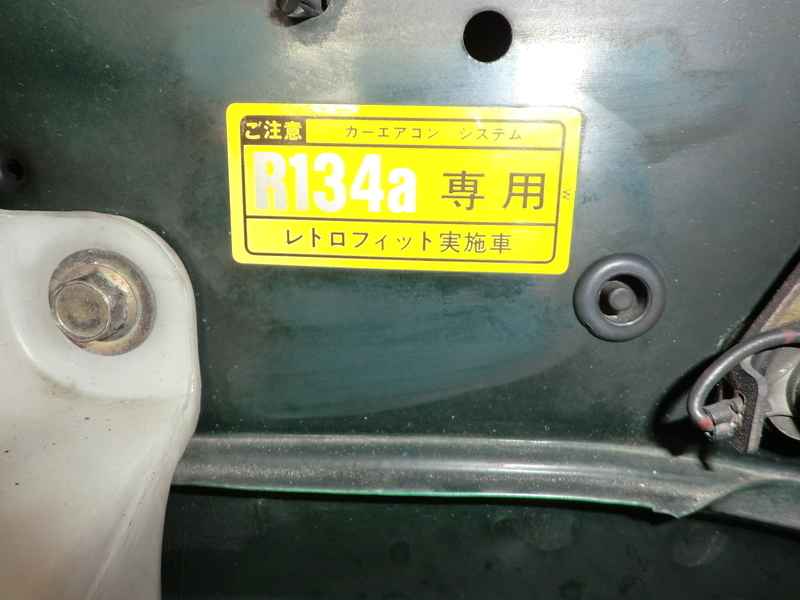 ご注意 カーエアコン システム
R134a 専用
レトロフィット実施車